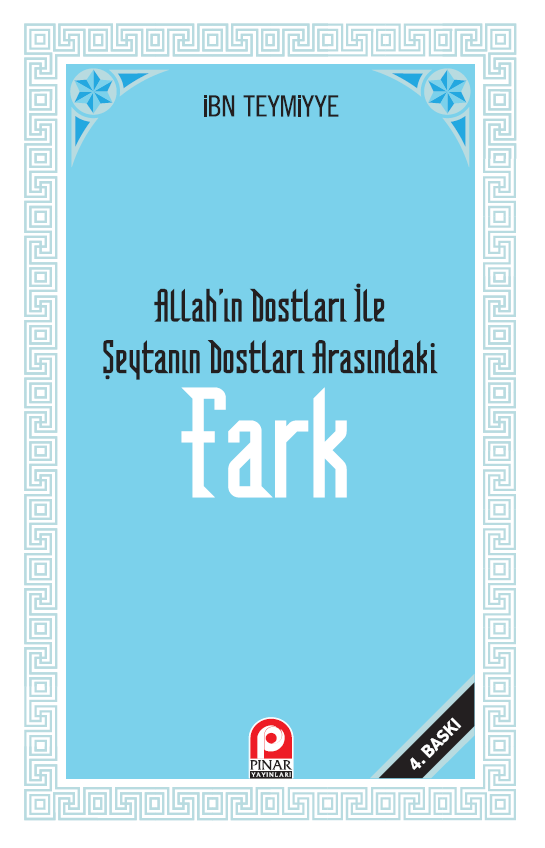 İBN TEYMİYYE
Allah'ın Dostları İle
Şeytanın Dostları Arasındaki
fark
4. BASKI
PINAR
YAYINLARI